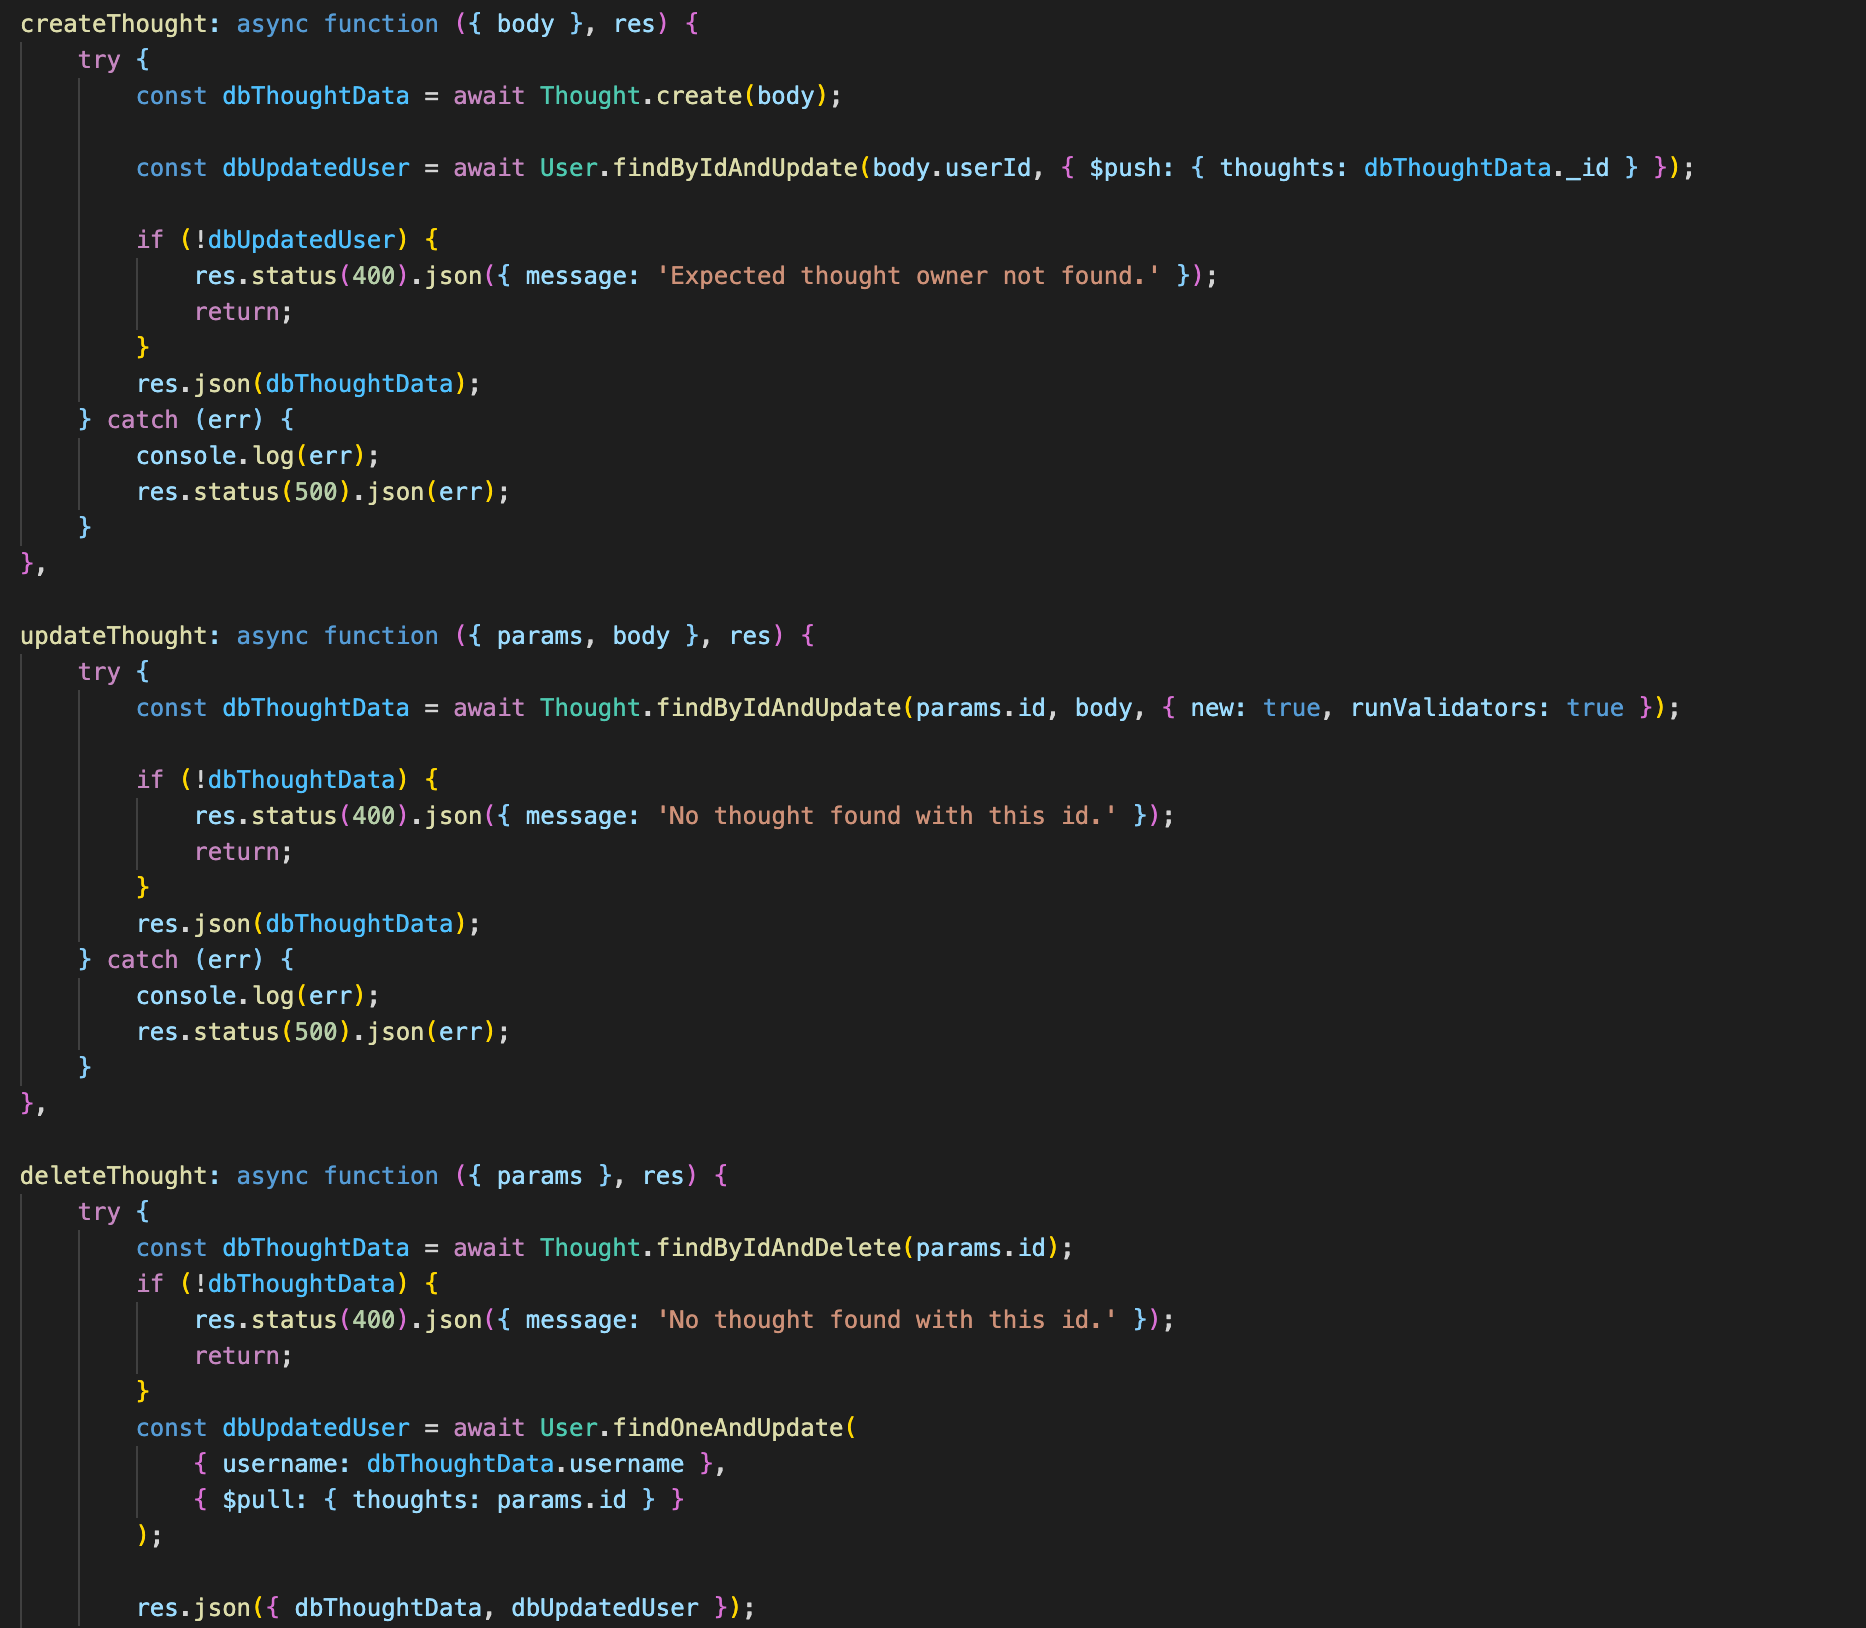 createThought: async function ({ body }, res) {
    try {
        const dbThoughtData = await Thought.create(body);

        const dbUpdatedUser = await User.findByIdAndUpdate(body.userId, { $push: { thoughts: dbThoughtData._id } });

        if (!dbUpdatedUser) {
            res.status(400).json({ message: 'Expected thought owner not found.' });
            return;
        }
        res.json(dbThoughtData);
    } catch (err) {
        console.log(err);
        res.status(500).json(err);
    }
},

updateThought: async function ({ params, body }, res) {
    try {
        const dbThoughtData = await Thought.findByIdAndUpdate(params.id, body, { new: true, runValidators: true });

        if (!dbThoughtData) {
            res.status(400).json({ message: 'No thought found with this id.' });
            return;
        }
        res.json(dbThoughtData);
    } catch (err) {
        console.log(err);
        res.status(500).json(err);
    }
},

deleteThought: async function ({ params }, res) {
    try {
        const dbThoughtData = await Thought.findByIdAndDelete(params.id);
        if (!dbThoughtData) {
            res.status(400).json({ message: 'No thought found with this id.' });
            return;
        }
        const dbUpdatedUser = await User.findOneAndUpdate(
            { username: dbThoughtData.username },
            { $pull: { thoughts: params.id } }
        );

        res.json({ dbThoughtData, dbUpdatedUser });